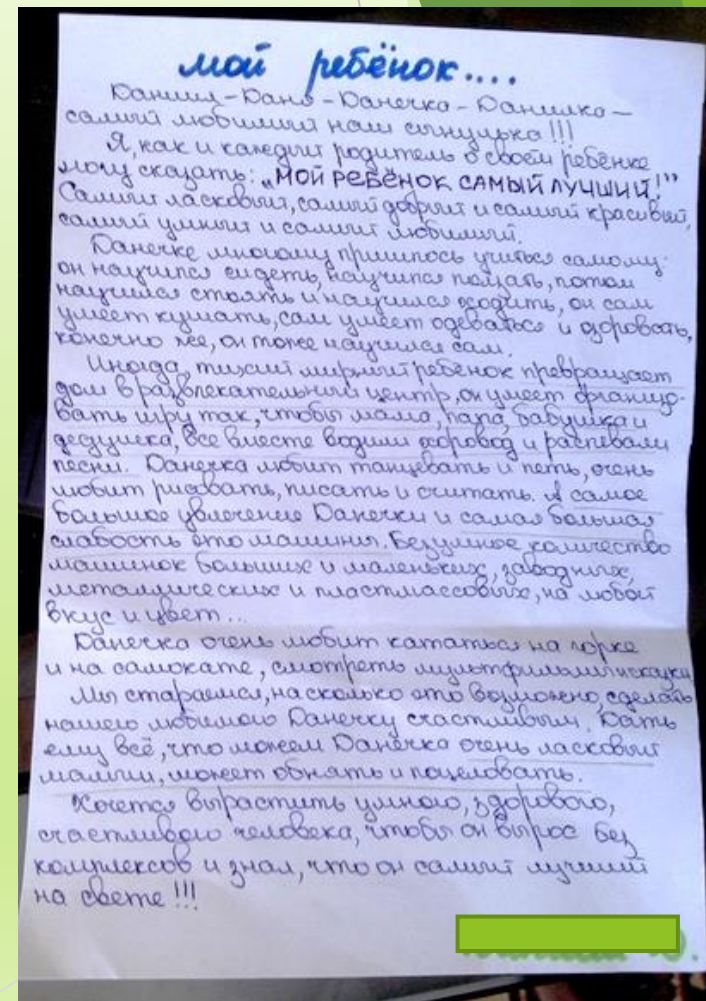 мой ребёнок....
Даниил - Даня - Данечка - Данилка -
самый любимый наш сынулька!!!
Я, как и каждый родитель о своём ребёнке
могу сказать: „МОЙ РЕБЁНОК САМЫЙ ЛУЧШИЙ!”
Самый ласковый, самый добрый и самый красивый,
самый умный и самый любимый.
Данечке многому пришлось учиться самому:
он научился сидеть, научился ползать, потом
научился стоять и научился ходить, он сам
умеет кушать, сам умеет одеваться и
конечно же, он тоже научился сам.
Иногда, тихий мирный ребёнок превращает
дом в развлекательный центр, он умеет организо-
вать игру так, чтобы мама, папа, бабушка и
дедушка, все вместе водили хоровод и распевали
песни. Данечка любит танцевать и петь, очень
любит рисовать, писать и считать. А самое
большое увлечение Данечки и самая большая
слабость это машины. Безумное количество
машинок больших и маленьких, заводных,
металлических и пластмассовых, на любой
вкус и цвет...
Данечка очень любит кататься на горке
и на самокате, смотреть мультфильмы и сказки
Мы стараемся, насколько это возможно, сделать
нашего любимого Данечку счастливым. Дать
ему всё, что можем Данечка очень ласковый
малыш, может обнять и поцеловать.
Хочется вырастить умного, здорового,
счастливого человека, чтобы он вырос без
комплексов и знал, что он самый лучший
на свете!!!